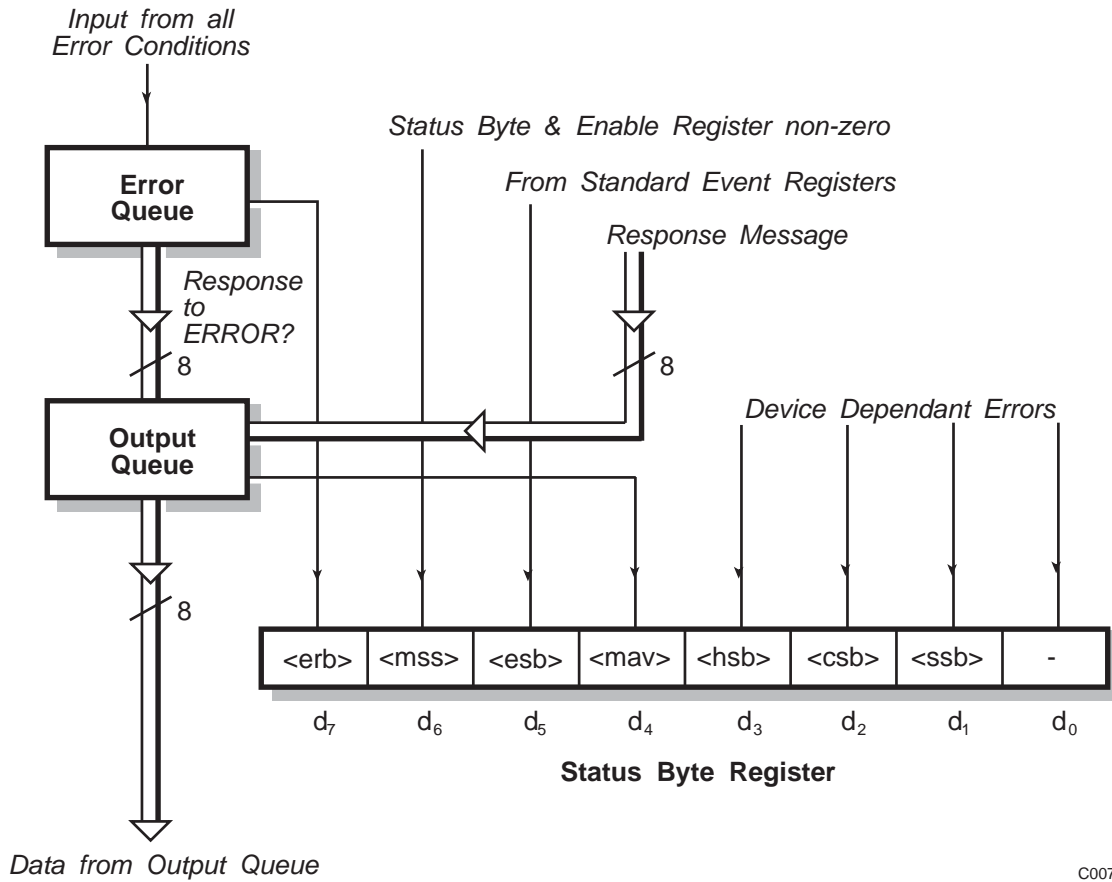 Input from all
Error Conditions
Status Byte & Enable Register non-zero
Error
Queue
From Standard Event Registers
Response Message
Response
to
ERROR?
8
8
Device Dependant Errors
Output
Queue
8
<erb> <mss> <esb> <mav> <hsb> <csb> <ssb> -
d7 d6 d5 d4 d3 d2 d1 d0
Status Byte Register
Data from Output Queue
C007